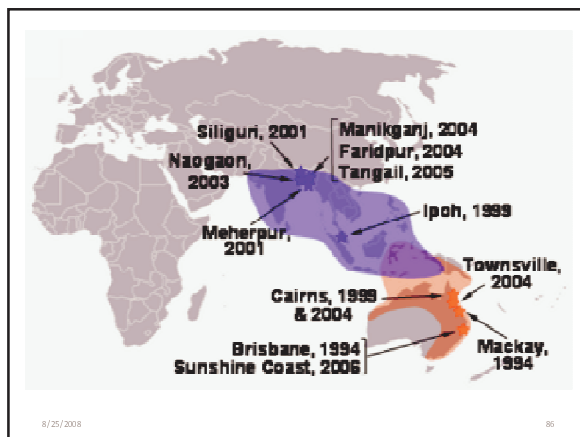 Siliguri, 2001
Manikganj, 2004
Faridpur, 2004
Tangail, 2005
Naogaon,
2003
Ipoh, 1999
Meherpur,
2001
Townsville,
2004
Cairns, 1999
& 2004
Brisbane, 1994
Sunshine Coast, 2006
Mackay,
1994
8/25/2008
86